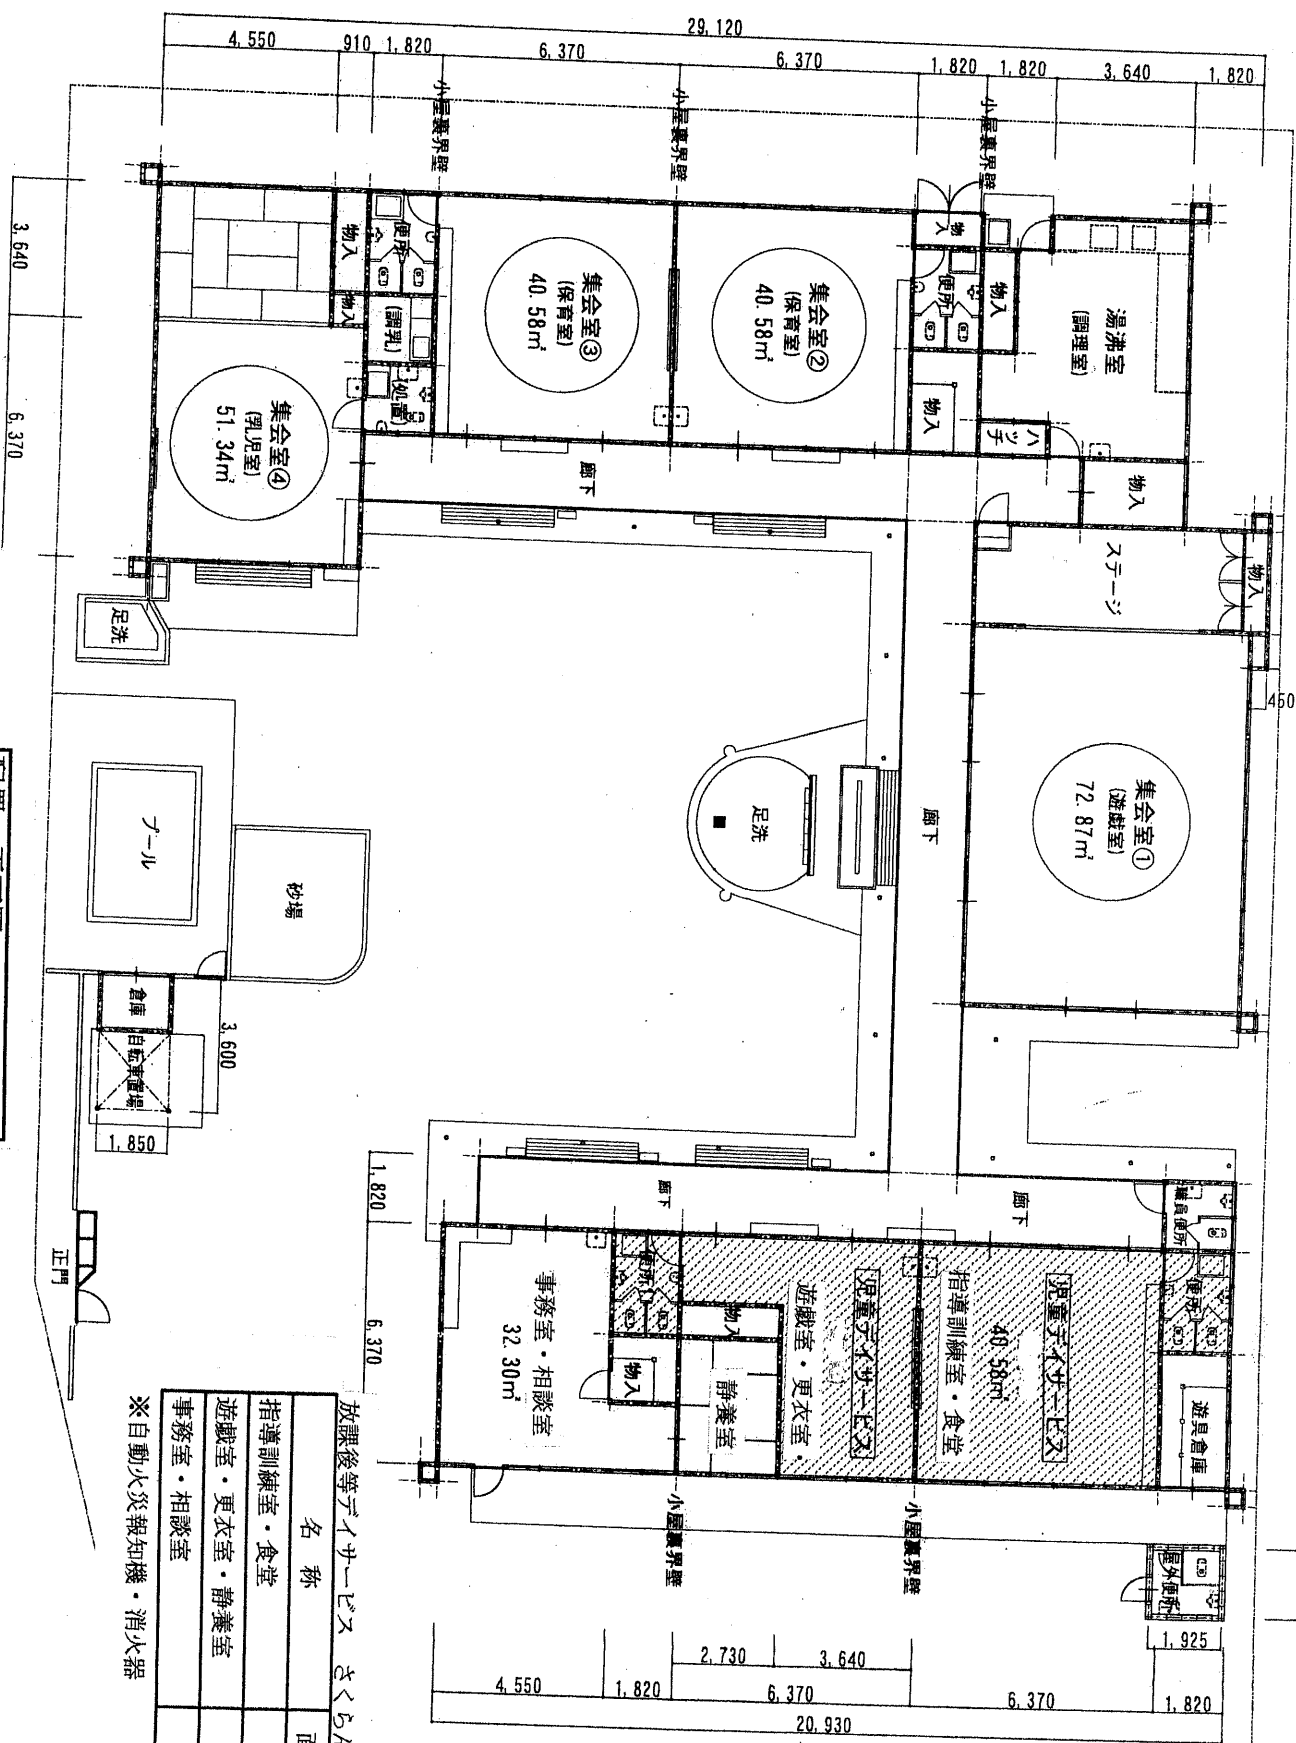 29,120
4,550
910
1,820
6,370
6,370
1,820
1,820
3,640
1,820
小屋裏界壁
小屋裏界壁
小屋裏界壁
3,640
6,370
物入
物入
便所
(調乳)
(処置)
集会室④
(乳児室)
51.34㎡
集会室③
(保育室)
40.58㎡
集会室②
(保育室)
40.58㎡
物入
便所
物入
物入
湯沸室
(調理室)
ハッチ
物入
廊下
ステージ
物入
450
足洗
集会室①
(遊戯室)
72.87㎡
廊下
足洗
プール
砂場
倉庫
自転車置場
3,600
1,850
正門
1,820
6,370
廊下
廊下
職員便所
便所
遊具倉庫
児童デイサービス
指導訓練室・食堂
40.58㎡
児童デイサービス
遊戯室・更衣室・
静養室
物入
便所
物入
事務室・相談室
32.30㎡
小屋裏界壁
小屋裏界壁
屋外便所
1,925
2,730
3,640
4,550
1,820
6,370
6,370
1,820
20,930
放課後等デイサービス さくら
名称
指導訓練室・食堂
遊戯室・更衣室・静養室
事務室・相談室
※自動火災報知機・消火器